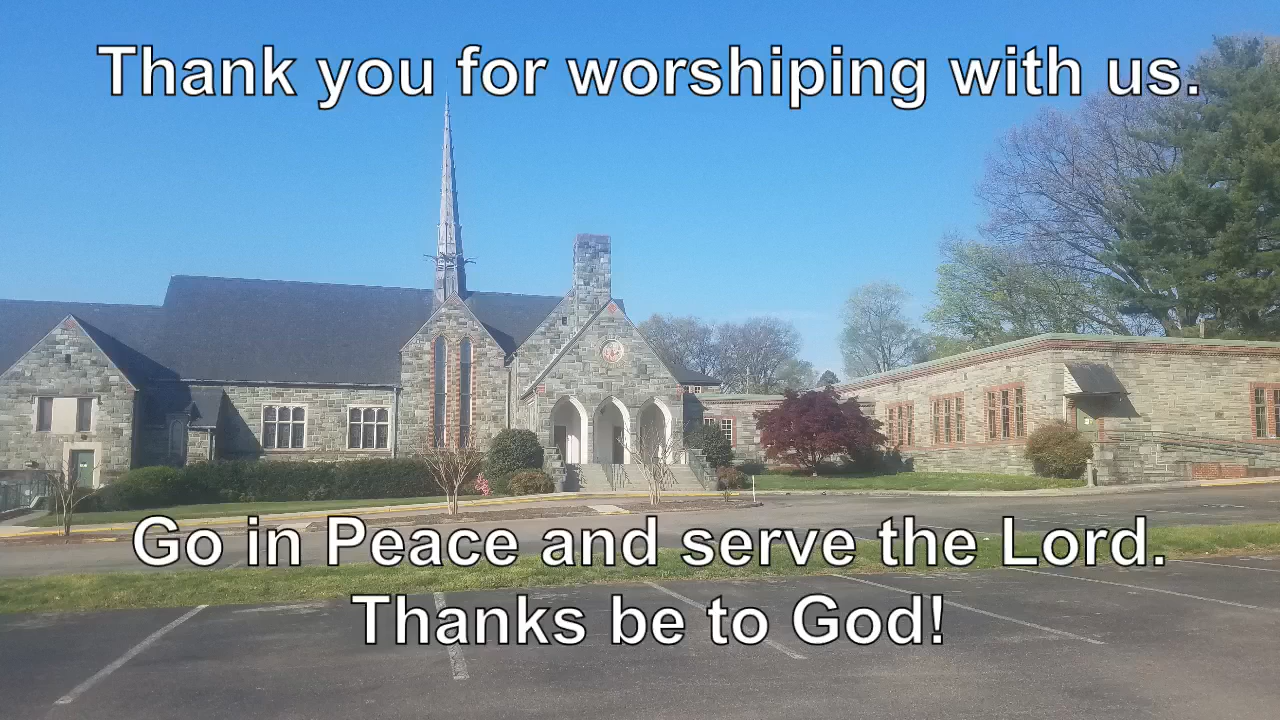 Thank you for worshiping with us.
Go in Peace and serve the Lord.
Thanks be to God!